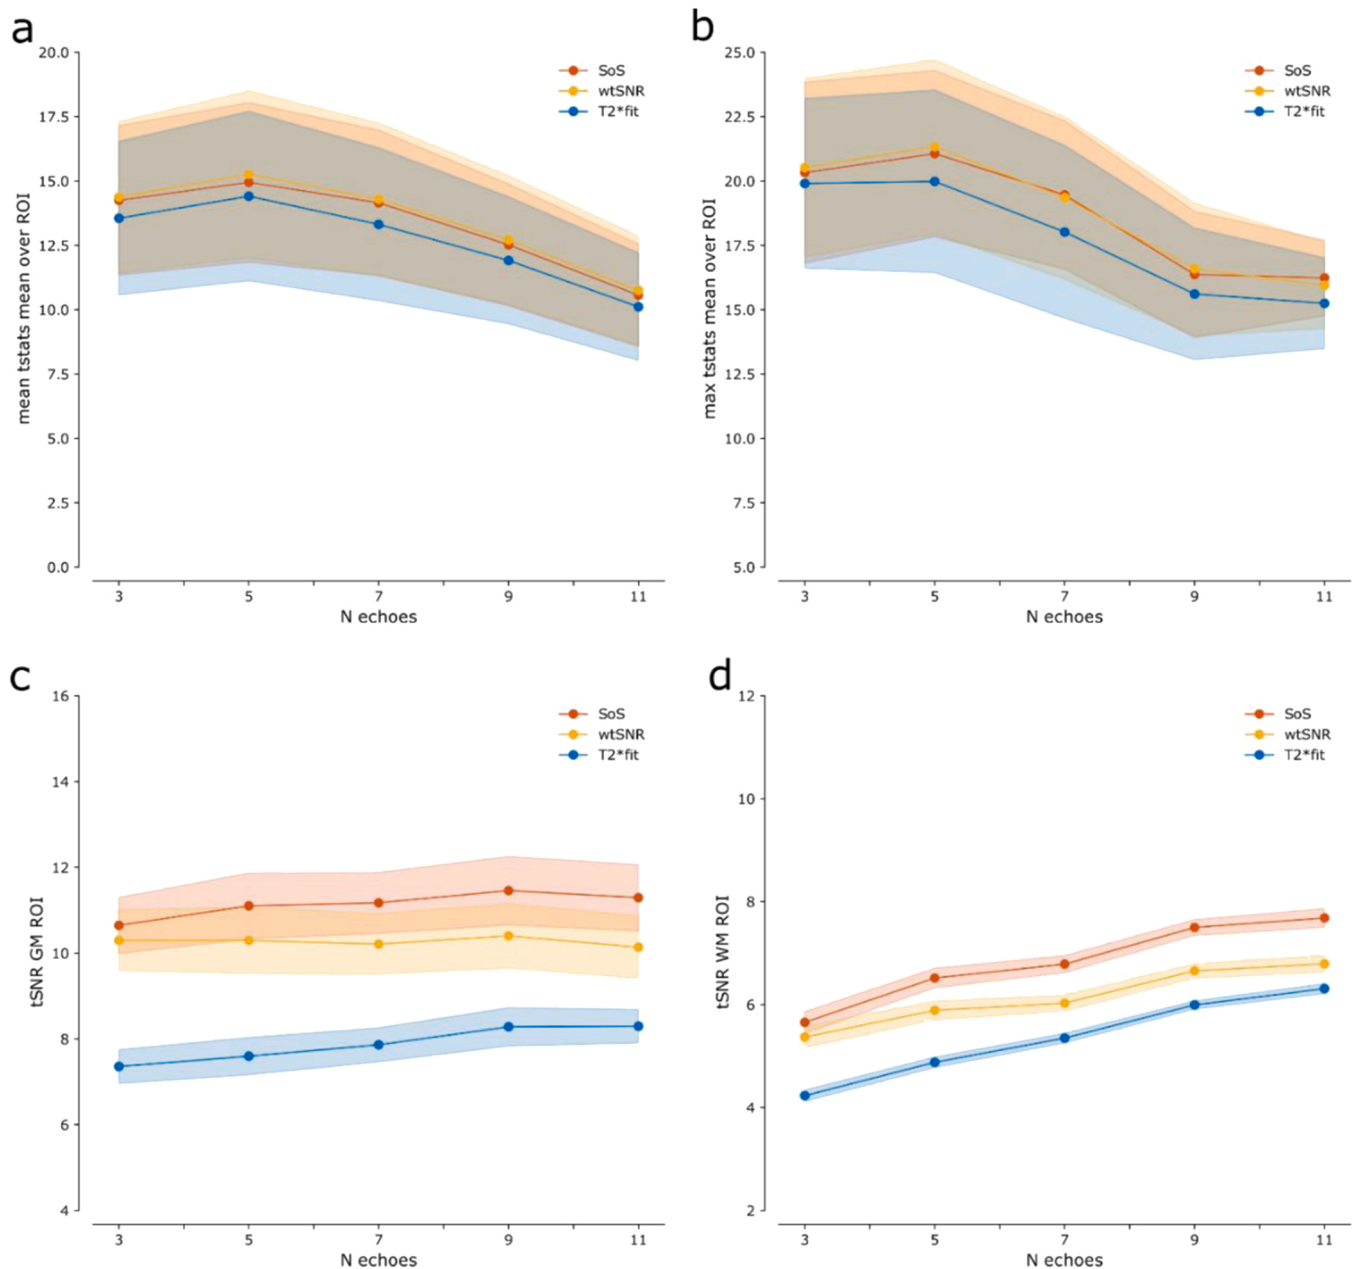 a
mean tstats mean over ROI
20.0
17.5
15.0
12.5
10.0
7.5
5.0
2.5
0.0
SoS
wtSNR
T2*fit
3 5 7 9 11
N echoes
b
max tstats mean over ROI
25.0
22.5
20.0
17.5
15.0
12.5
10.0
7.5
5.0
SoS
wtSNR
T2*fit
3 5 7 9 11
N echoes
c
tSNR GM ROI
16
14
12
10
8
6
4
SoS
wtSNR
T2*fit
3 5 7 9 11
N echoes
d
tSNR WM ROI
12
10
8
6
4
2
SoS
wtSNR
T2*fit
3 5 7 9 11
N echoes